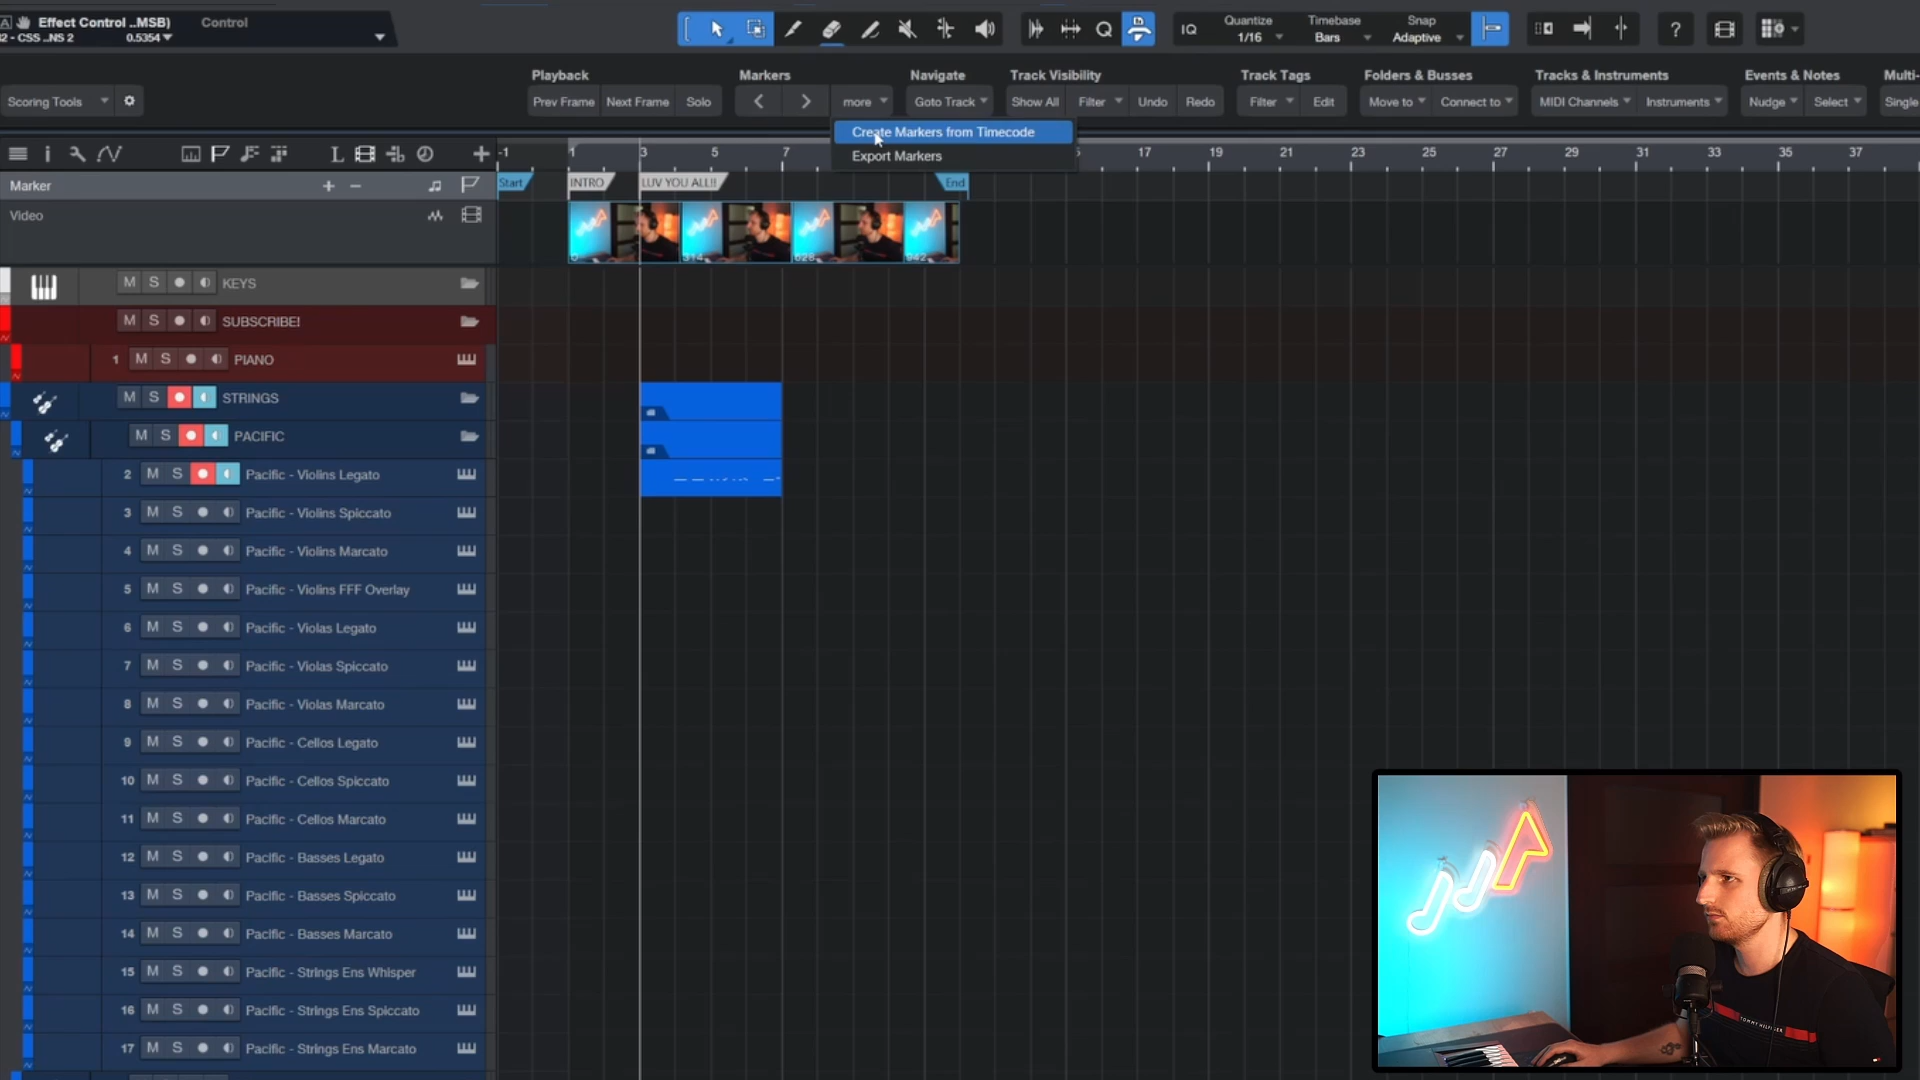 Effect Control ..MSB)
Control
2 - CSS ..NS 2
0.5354
IQ
Quantize
1/16
Timebase
Bars
Snap
Adaptive
?
Scoring Tools
Playback
Prev Frame
Next Frame
Solo
Markers
more
Navigate
Goto Track
Track Visibility
Show All
Filter
Undo
Redo
Track Tags
Filter
Edit
Folders & Busses
Move to
Connect to
Tracks & Instruments
MIDI Channels
Instruments
Events & Notes
Nudge
Select
Multi-
Single
Create Markers from Timecode
Export Markers
-1 1 3 5 7 17 19 21 23 25 27 29 31 33 35 37
Marker
Start
INTRO
LUV YOU ALL!!
End
Video
0 314 628 942
M S KEYS
M S SUBSCRIBE!
1 M S PIANO
M S STRINGS
M S PACIFIC
2 M S Pacific - Violins Legato
3 M S Pacific - Violins Spiccato
4 M S Pacific - Violins Marcato
5 M S Pacific - Violins FFF Overlay
6 M S Pacific - Violas Legato
7 M S Pacific - Violas Spiccato
8 M S Pacific - Violas Marcato
9 M S Pacific - Cellos Legato
10 M S Pacific - Cellos Spiccato
11 M S Pacific - Cellos Marcato
12 M S Pacific - Basses Legato
13 M S Pacific - Basses Spiccato
14 M S Pacific - Basses Marcato
15 M S Pacific - Strings Ens Whisper
16 M S Pacific - Strings Ens Spiccato
17 M S Pacific - Strings Ens Marcato
TOMMY HILFIGER